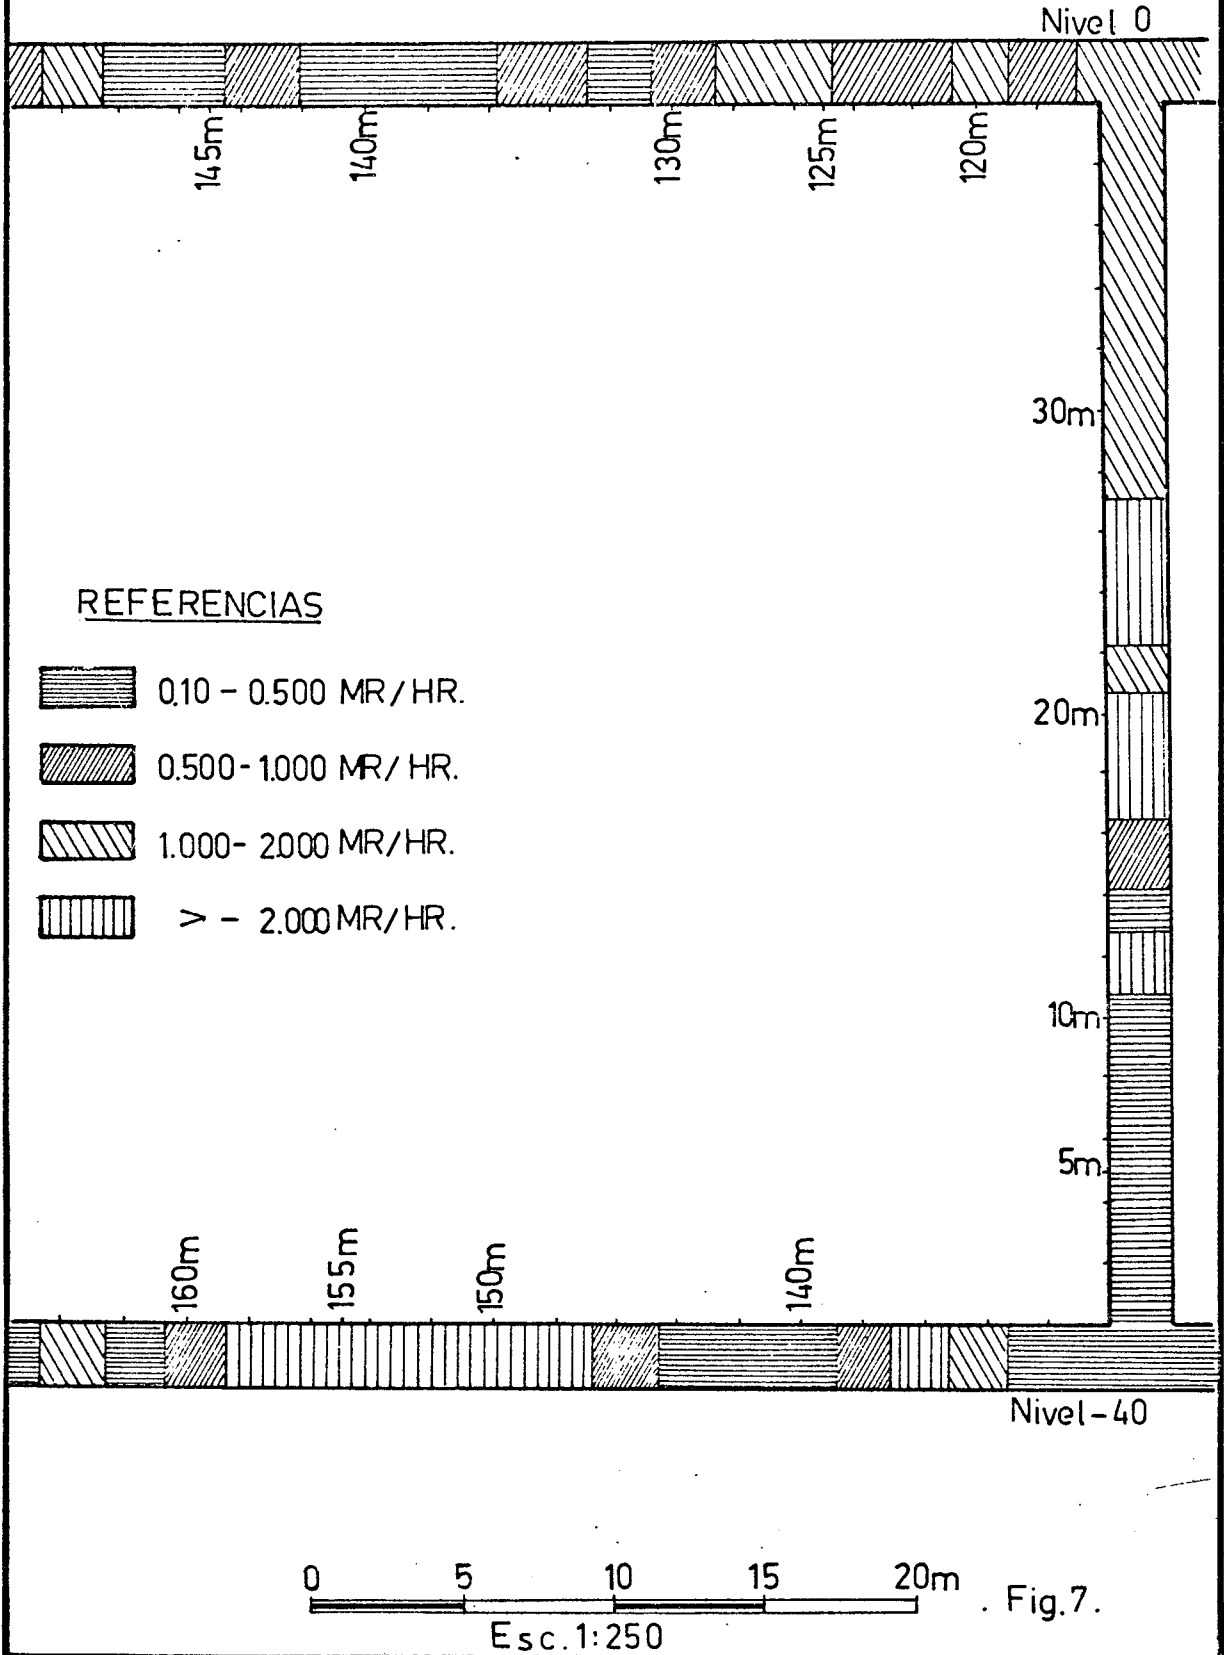 Nivel 0
145m
140m
130m
125m
120m
30m
20m
10m
5m
REFERENCIAS
0.10 - 0.500 MR/HR.
0.500 - 1.000 MR/HR.
1.000 - 2.000 MR/HR.
> - 2.000 MR/HR.
160m
155m
150m
140m
Nivel -40
0 5 10 15 20m
Esc. 1:250
Fig. 7.